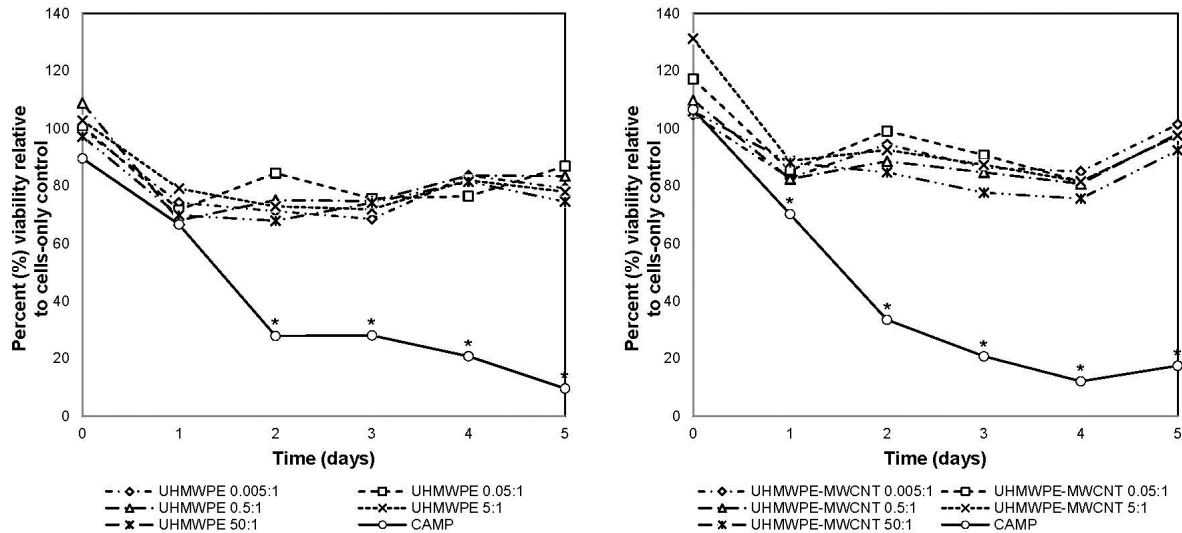 140
120
100
80
60
40
20
0
Percent (%) viability relative
to cells-only control
*
*
*
*
0 1 2 3 4 5
Time (days)
UHMWPE 0.005:1 UHMWPE 0.05:1
UHMWPE 0.5:1 UHMWPE 5:1
UHMWPE 50:1 CAMP
140
120
100
80
60
40
20
0
Percent (%) viability relative
to cells-only control
*
*
*
*
*
0 1 2 3 4 5
Time (days)
UHMWPE-MWCNT 0.005:1 UHMWPE-MWCNT 0.05:1
UHMWPE-MWCNT 0.5:1 UHMWPE-MWCNT 5:1
UHMWPE-MWCNT 50:1 CAMP